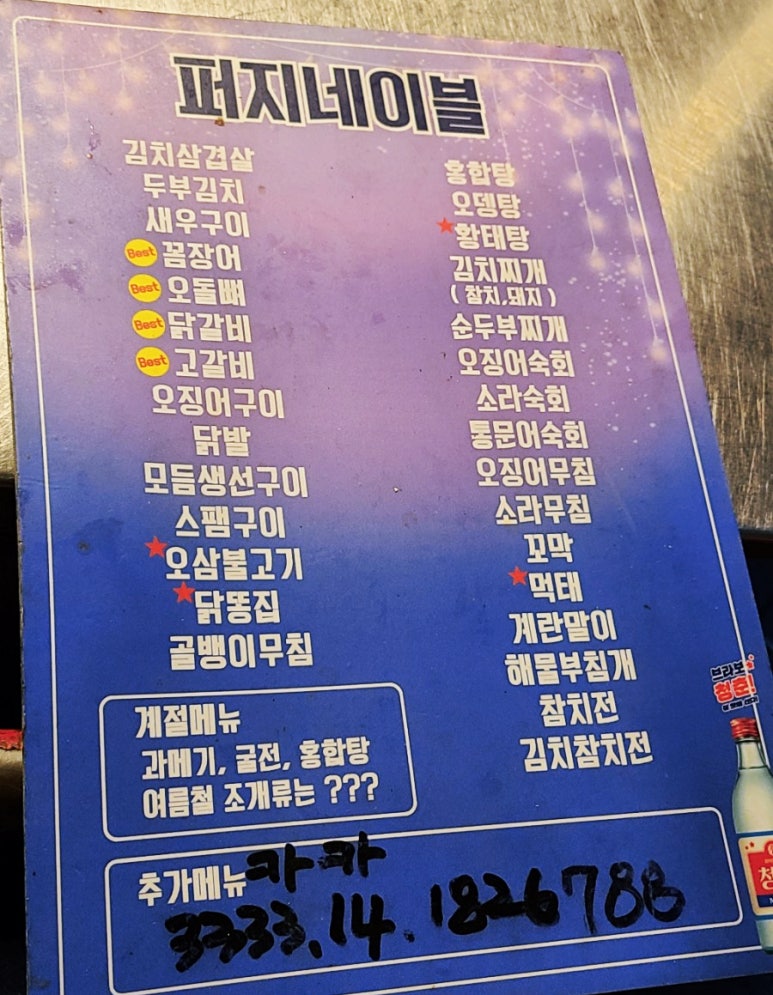 퍼지네이블
김치삼겹살
두부김치
새우구이
Best 꼼장어
Best 오돌뼈
Best 닭갈비
Best 고갈비
오징어구이
닭발
모듬생선구이
스팸구이
★오삼불고기
★닭똥집
골뱅이무침
홍합탕
오뎅탕
★황태탕
김치찌개
( 참치,돼지 )
순두부찌개
오징어숙회
소라숙회
통문어숙회
오징어무침
소라무침
꼬막
★먹태
계란말이
해물부침개
참치전
김치참치전
계절메뉴
과메기, 굴전, 홍합탕
여름철 조개류는 ???
추가메뉴 카카
3333.14.1826788
브라보
청춘!